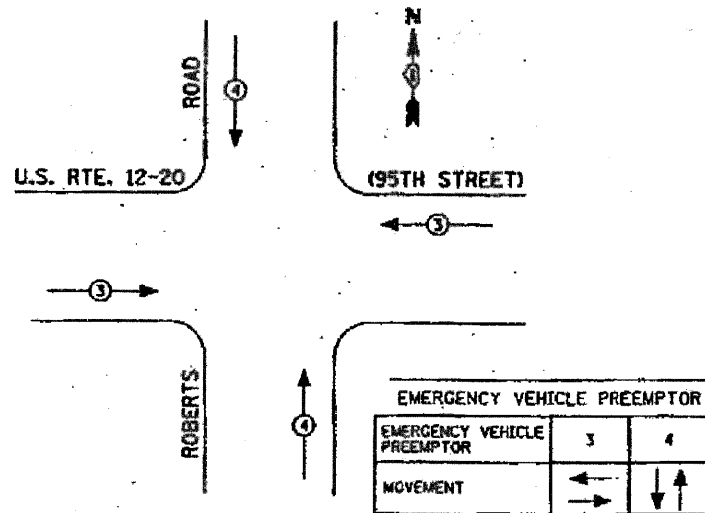 N
ROAD
4
U.S. RTE. 12-20
(95TH STREET)
3
3
ROBERTS
4
EMERGENCY VEHICLE PREEMPTOR
EMERGENCY VEHICLE PREEMPTOR 3 4
MOVEMENT